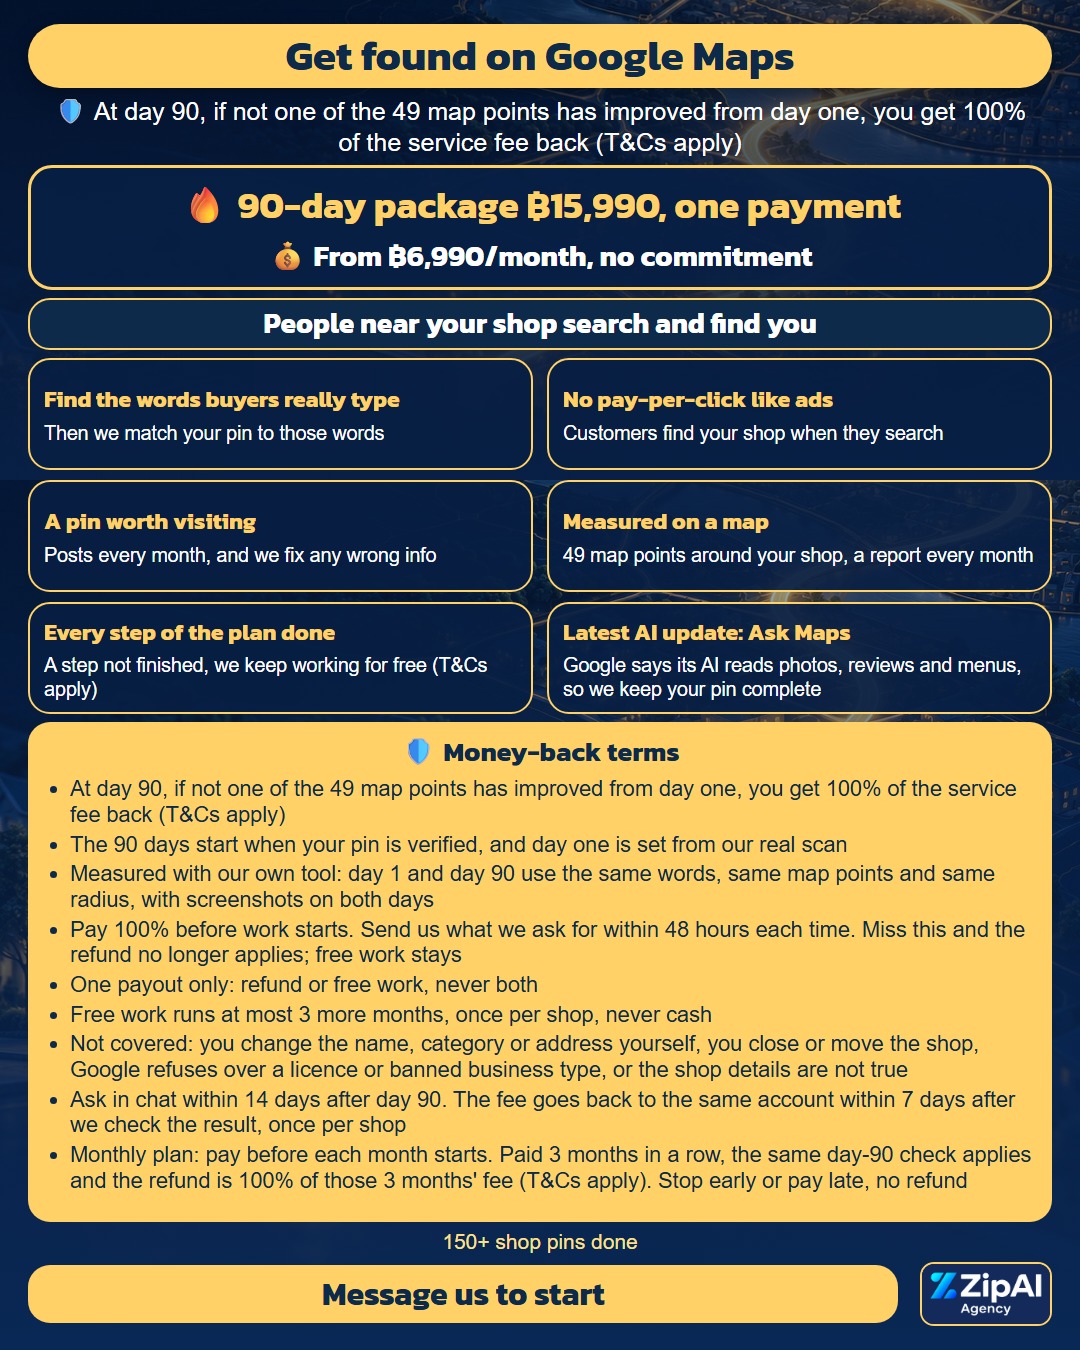 Get found on Google Maps
At day 90, if not one of the 49 map points has improved from day one, you get 100%
of the service fee back (T&Cs apply)
90-day package ฿15,990, one payment
From ฿6,990/month, no commitment
People near your shop search and find you
Find the words buyers really type
Then we match your pin to those words
No pay-per-click like ads
Customers find your shop when they search
A pin worth visiting
Posts every month, and we fix any wrong info
Measured on a map
49 map points around your shop, a report every month
Every step of the plan done
A step not finished, we keep working for free (T&Cs
apply)
Latest AI update: Ask Maps
Google says its AI reads photos, reviews and menus,
so we keep your pin complete
Money-back terms
• At day 90, if not one of the 49 map points has improved from day one, you get 100% of the service
fee back (T&Cs apply)
• The 90 days start when your pin is verified, and day one is set from our real scan
• Measured with our own tool: day 1 and day 90 use the same words, same map points and same
radius, with screenshots on both days
• Pay 100% before work starts. Send us what we ask for within 48 hours each time. Miss this and the
refund no longer applies; free work stays
• One payout only: refund or free work, never both
• Free work runs at most 3 more months, once per shop, never cash
• Not covered: you change the name, category or address yourself, you close or move the shop,
Google refuses over a licence or banned business type, or the shop details are not true
• Ask in chat within 14 days after day 90. The fee goes back to the same account within 7 days after
we check the result, once per shop
• Monthly plan: pay before each month starts. Paid 3 months in a row, the same day-90 check applies
and the refund is 100% of those 3 months' fee (T&Cs apply). Stop early or pay late, no refund
150+ shop pins done
Message us to start
ZipAI
Agency